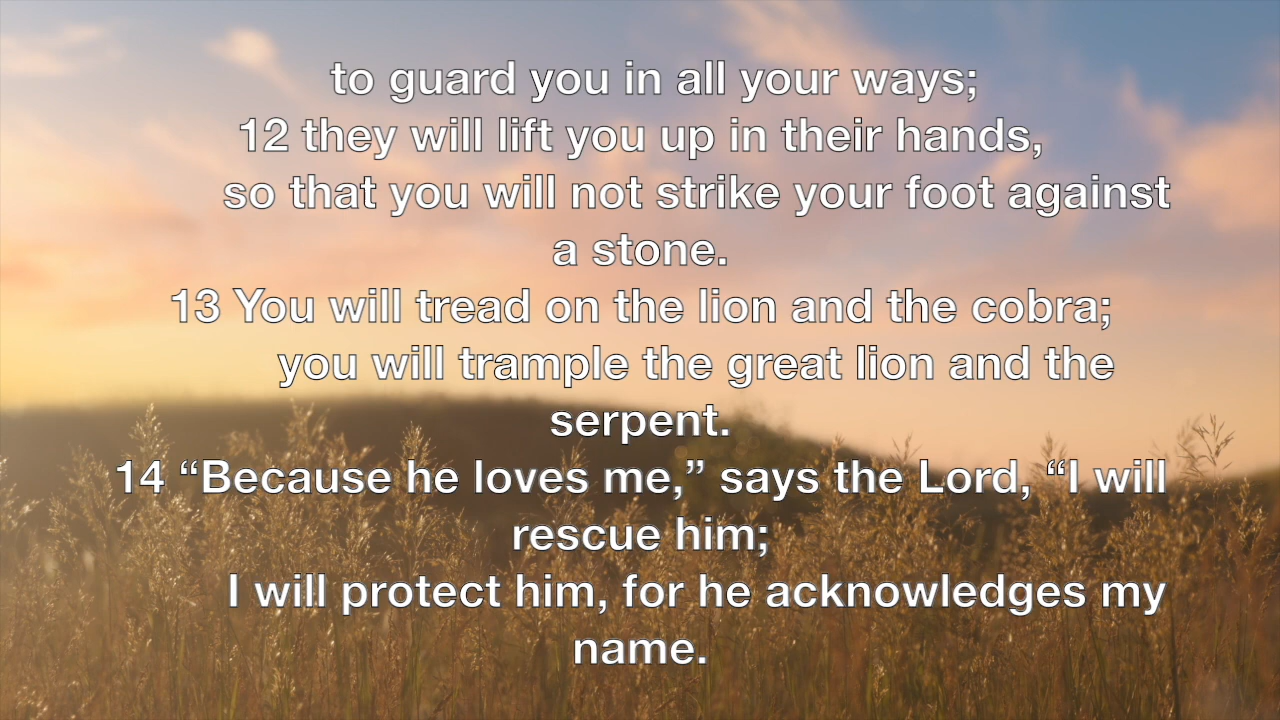 to guard you in all your ways;
12 they will lift you up in their hands,
so that you will not strike your foot against
a stone.
13 You will tread on the lion and the cobra;
you will trample the great lion and the
serpent.
14 “Because he loves me,” says the Lord, “I will
rescue him;
I will protect him, for he acknowledges my
name.